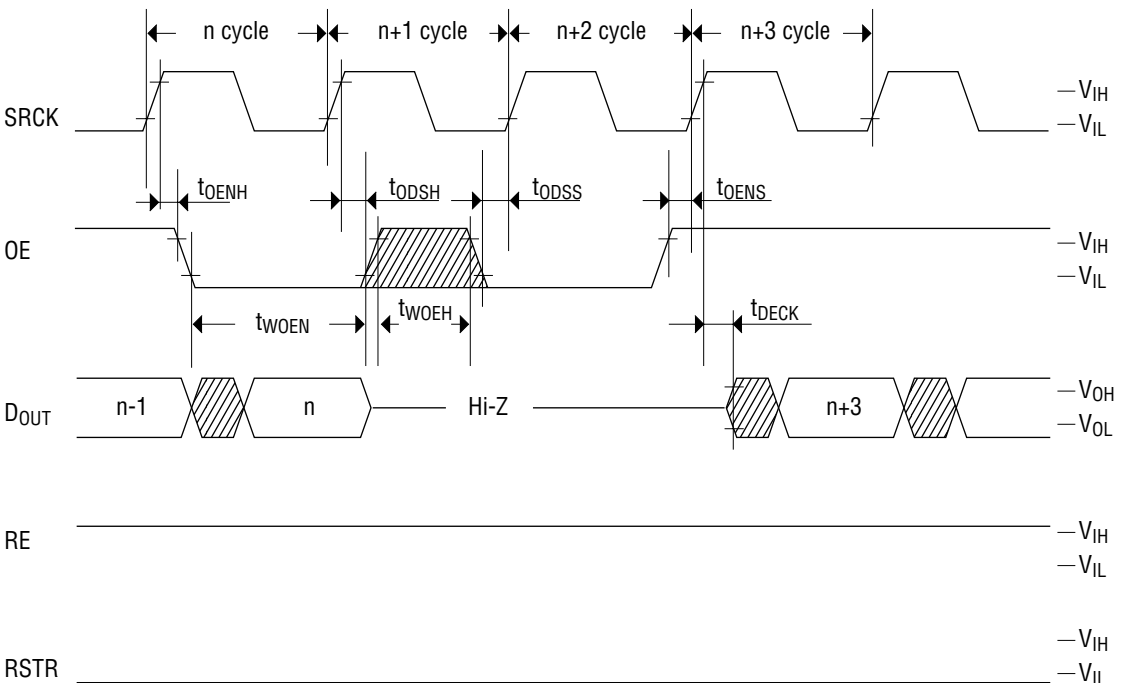 n cycle n+1 cycle n+2 cycle n+3 cycle
SRCK
VIH
VIL
tOENH tODSH tODSS tOENS
OE
VIH
VIL
tWOEN tWOEH tDECK
DOUT n-1 n Hi-Z n+3
VOH
VOL
RE
VIH
VIL
VIH
RSTR
VIL